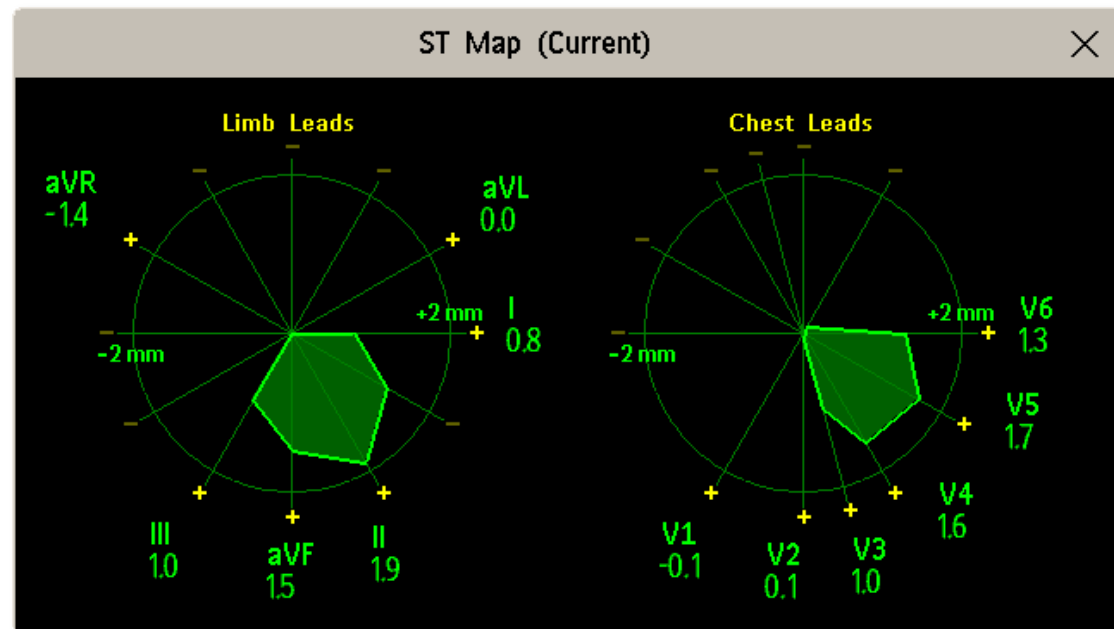 ST Map (Current)
Limb Leads
Chest Leads
aVR
-1.4
aVL
0.0
+2 mm
I
0.8
-2 mm
III
1.0
aVF
1.5
II
1.9
+2 mm
V6
1.3
-2 mm
V5
1.7
V4
1.6
V1
-0.1
V2
0.1
V3
1.0